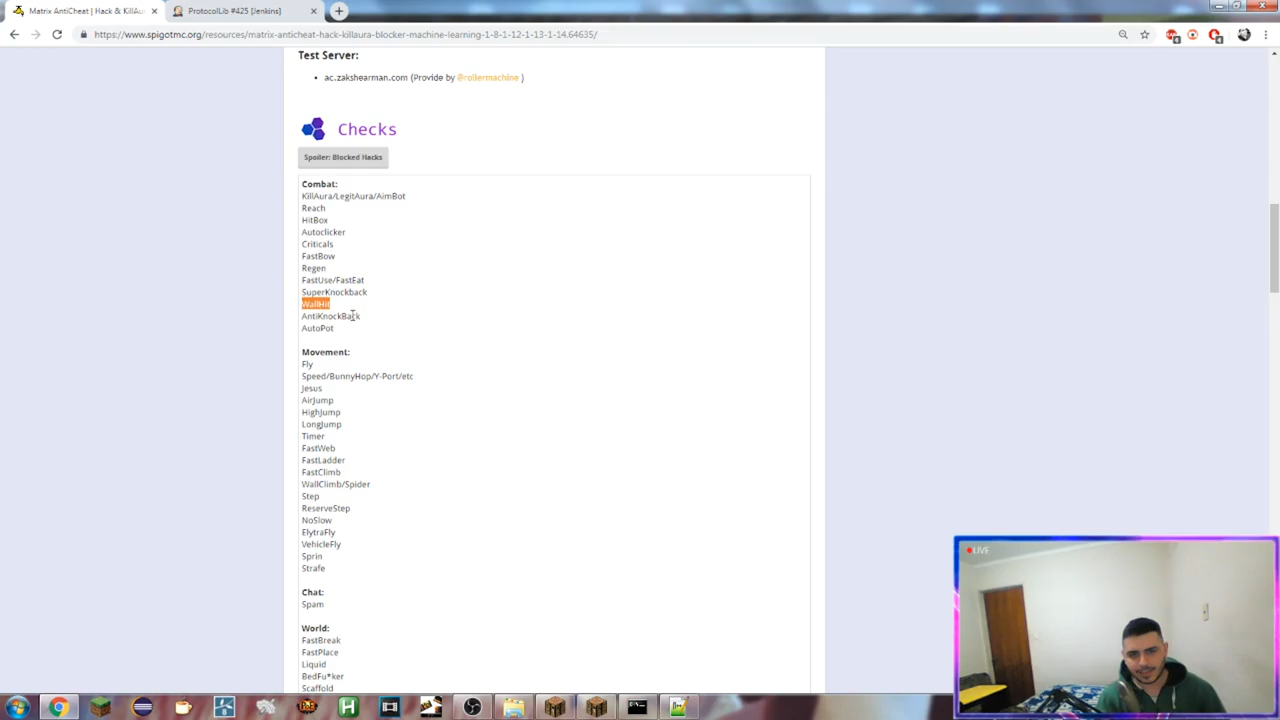 Matrix AntiCheat | Hack & KillAu
ProtocolLib #425 [Jenkins]
https://www.spigotmc.org/resources/matrix-anticheat-hack-killaura-blocker-machine-learning-1-8-1-12-1-13-1-14.64635/
Test Server:
ac.zakshearman.com (Provide by @rollermachine )
Checks
Spoiler: Blocked Hacks
Combat:
KillAura/LegitAura/AimBot
Reach
HitBox
Autoclicker
Criticals
FastBow
Regen
FastUse/FastEat
SuperKnockback
WallHit
AntiKnockBack
AutoPot
Movement:
Fly
Speed/BunnyHop/Y-Port/etc
Jesus
AirJump
HighJump
LongJump
Timer
FastWeb
FastLadder
FastClimb
WallClimb/Spider
Step
ReserveStep
NoSlow
ElytraFly
VehicleFly
Sprin
Strafe
Chat:
Spam
World:
FastBreak
FastPlace
Liquid
BedFu*ker
Scaffold
LIVE